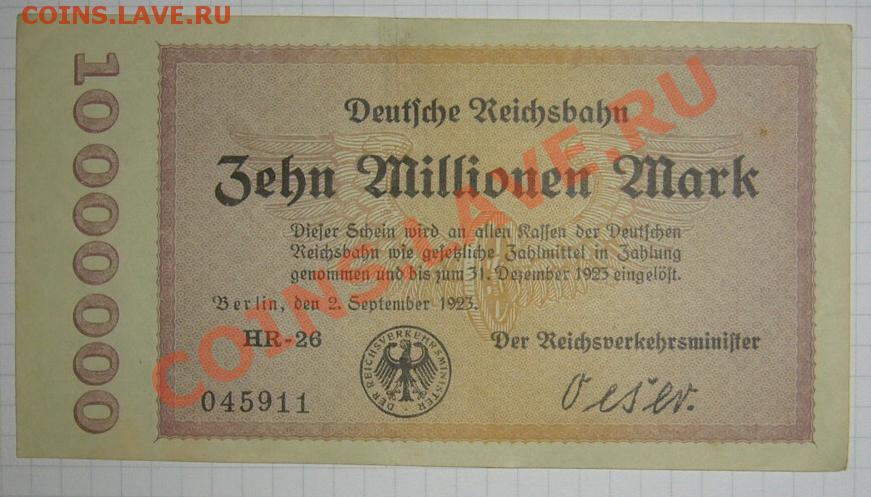 COINS.LAVE.RU
10000000
Deutsche Reichsbahn
Zehn Millionen Mark
Dieser Schein wird an allen Kassen der Deutschen
Reichsbahn wie gesetzliche Zahlmittel in Zahlung
genommen und bis zum 31. Dezember 1923 eingelöst.
Berlin, den 2. September 1923.
HR-26
Der Reichsverkehrsminister
045911
DER REICHSVERKEHRSMINISTER
Oeser.
COINS.LAVE.RU